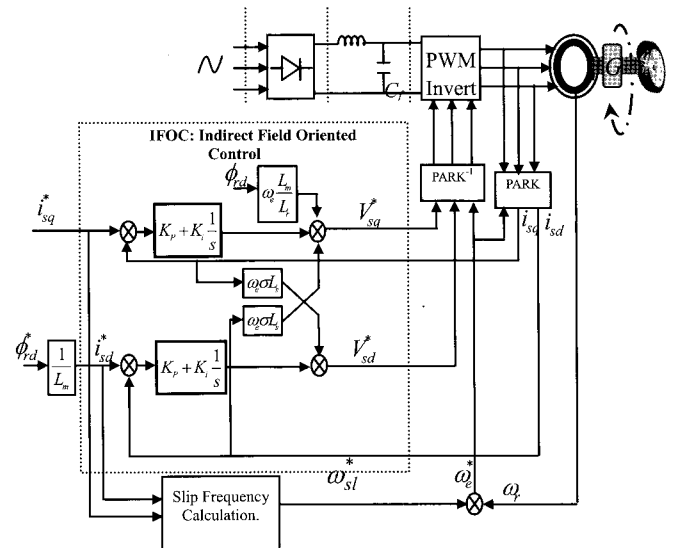 PWM
Invert
C_f
G
IFOC: Indirect Field Oriented
Control
ϕ_rd
ω_e L_m/L_r
PARK⁻¹
PARK
i*_sq
V*_sq
i_sq i_sd
K_p + K_i 1/s
ω_e σL_s
ω_e σL_s
ϕ*_rd
1/L_m
i*_sd
K_p + K_i 1/s
V*_sd
ω*_sl
ω*_e
ω_r
Slip Frequency
Calculation.